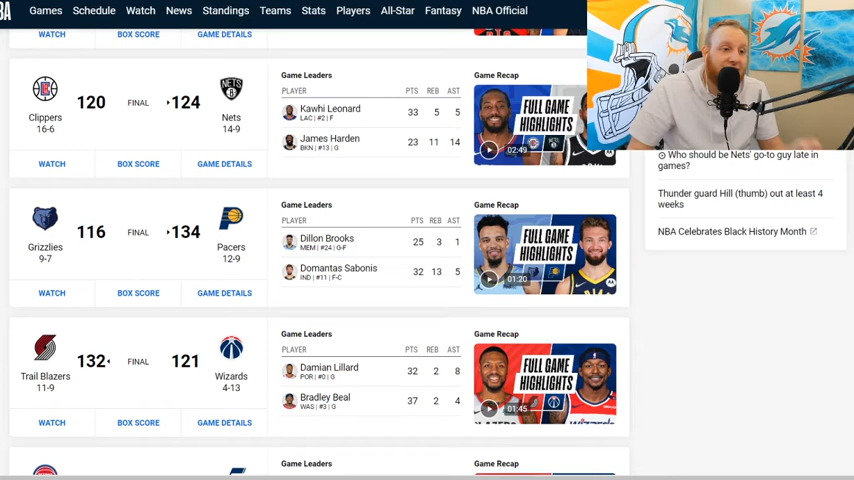 BA Games Schedule Watch News Standings Teams Stats Players All-Star Fantasy NBA Official
WATCH BOX SCORE GAME DETAILS
Clippers
16-6
120 FINAL 124
Nets
14-9
Game Leaders
PLAYER PTS REB AST
Kawhi Leonard 33 5 5
LAC | #2 | F
James Harden 23 11 14
BKN | #13 | G
Game Recap
FULL GAME
HIGHLIGHTS
02:49
WATCH BOX SCORE GAME DETAILS
Who should be Nets' go-to guy late in
games?
Thunder guard Hill (thumb) out at least 4
weeks
NBA Celebrates Black History Month
Grizzlies
9-7
116 FINAL 134
Pacers
12-9
Game Leaders
PLAYER PTS REB AST
Dillon Brooks 25 3 1
MEM | #24 | G-F
Domantas Sabonis 32 13 5
IND | #11 | F-C
Game Recap
FULL GAME
HIGHLIGHTS
01:20
WATCH BOX SCORE GAME DETAILS
Trail Blazers
11-9
132 FINAL 121
Wizards
4-13
Game Leaders
PLAYER PTS REB AST
Damian Lillard 32 2 8
POR | #0 | G
Bradley Beal 37 2 4
WAS | #3 | G
Game Recap
FULL GAME
HIGHLIGHTS
01:45
WATCH BOX SCORE GAME DETAILS
Game Leaders
Game Recap